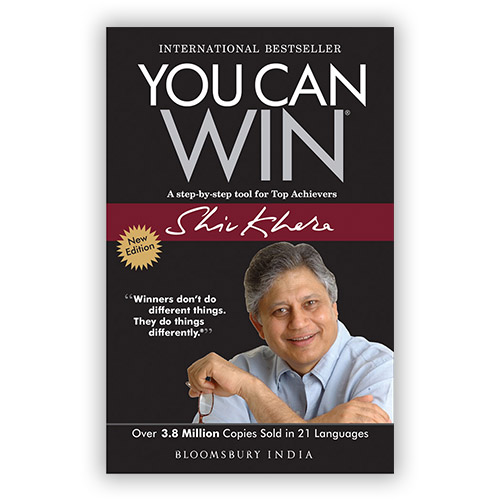 INTERNATIONAL BESTSELLER
YOU CAN
WIN®
A step-by-step tool for Top Achievers
Shiv Khera
New
Edition
“Winners don’t do
different things.
They do things
differently.®”
Over 3.8 Million Copies Sold in 21 Languages
BLOOMSBURY INDIA